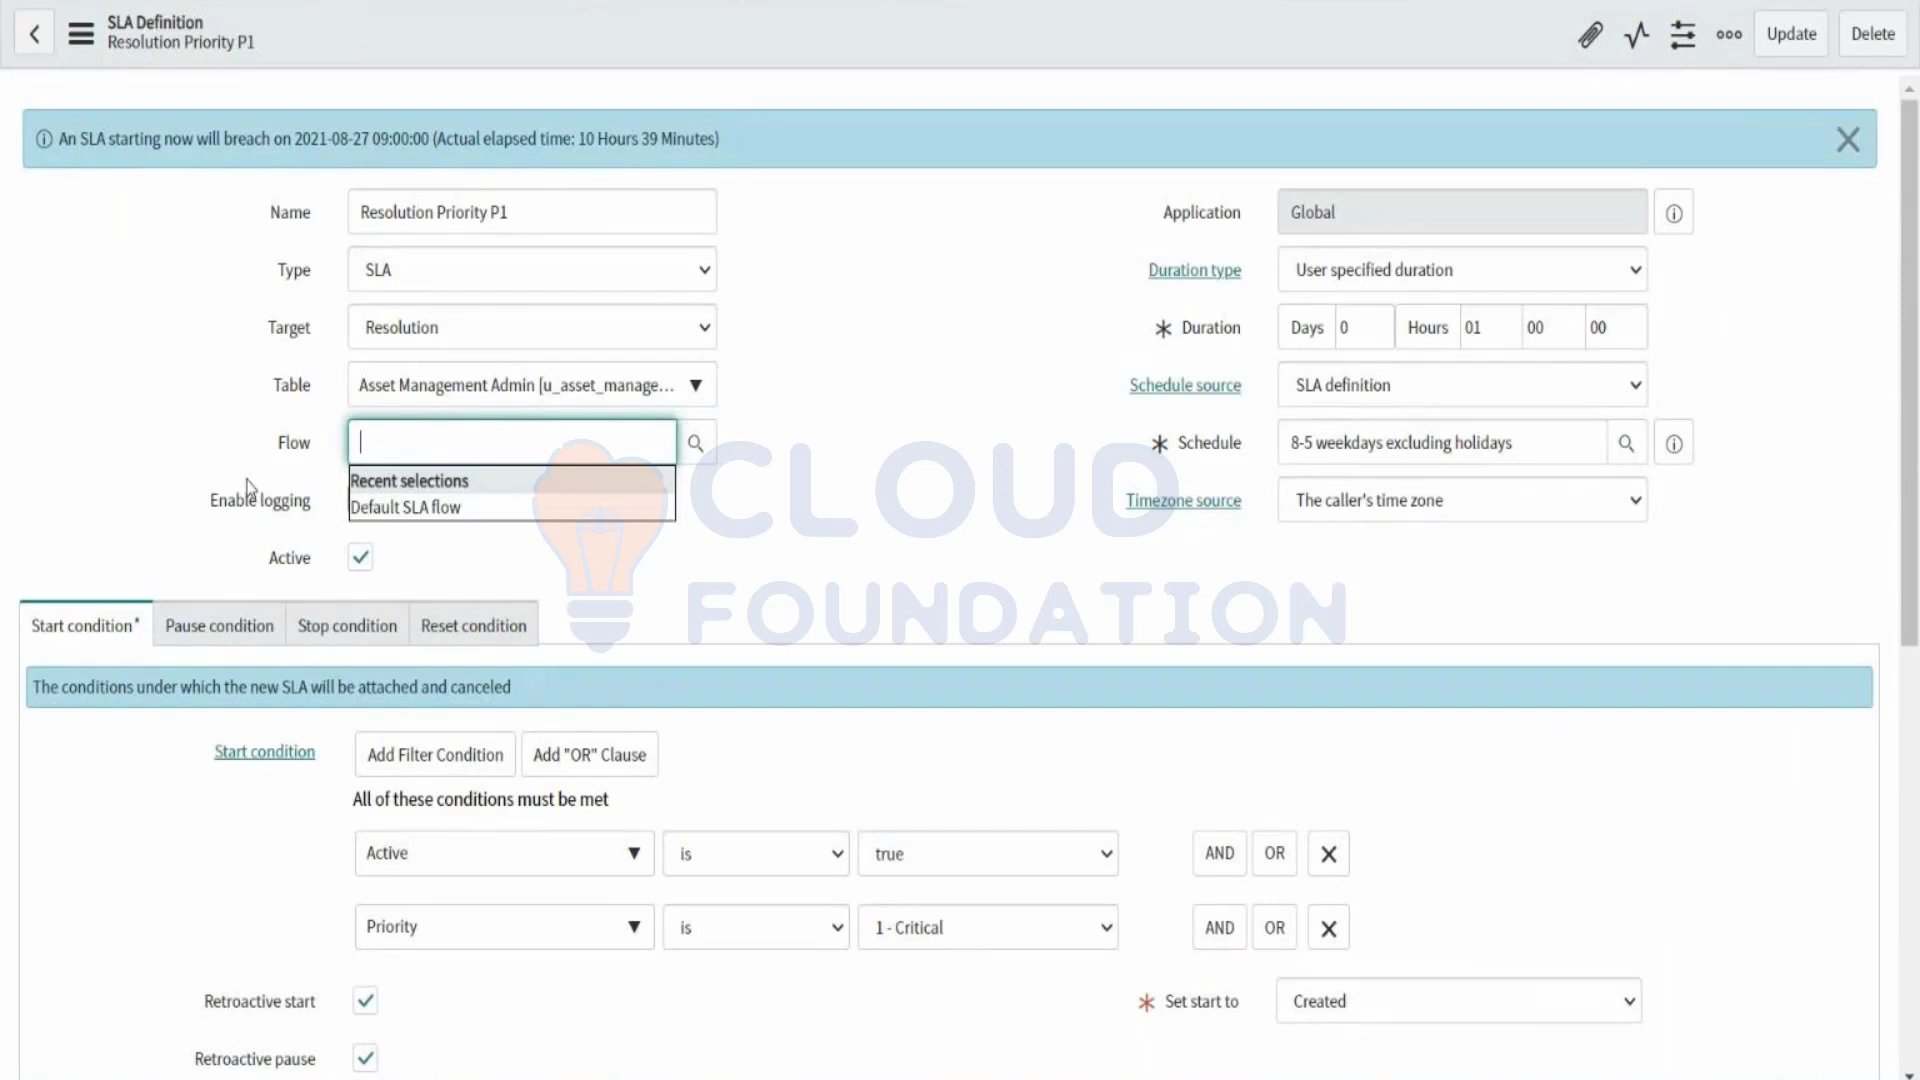 SLA Definition
Resolution Priority P1
Update
Delete
An SLA starting now will breach on 2021-08-27 09:00:00 (Actual elapsed time: 10 Hours 39 Minutes)
Name
Resolution Priority P1
Application
Global
Type
SLA
Duration type
User specified duration
Target
Resolution
Duration
Days 0 Hours 01 00 00
Table
Asset Management Admin [u_asset_manage...
Schedule source
SLA definition
Flow
Schedule
8-5 weekdays excluding holidays
Recent selections
Default SLA flow
Enable logging
Timezone source
The caller's time zone
Active
CLOUD
FOUNDATION
Start condition*
Pause condition
Stop condition
Reset condition
The conditions under which the new SLA will be attached and canceled
Start condition
Add Filter Condition
Add "OR" Clause
All of these conditions must be met
Active is true AND OR
Priority is 1 - Critical AND OR
Retroactive start
Set start to
Created
Retroactive pause